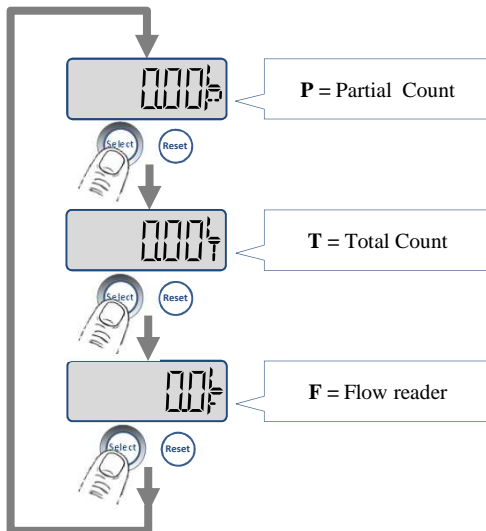 0.00 P
P = Partial Count
Select Reset
0.00 T
T = Total Count
Select Reset
0.0 F
F = Flow reader
Select Reset